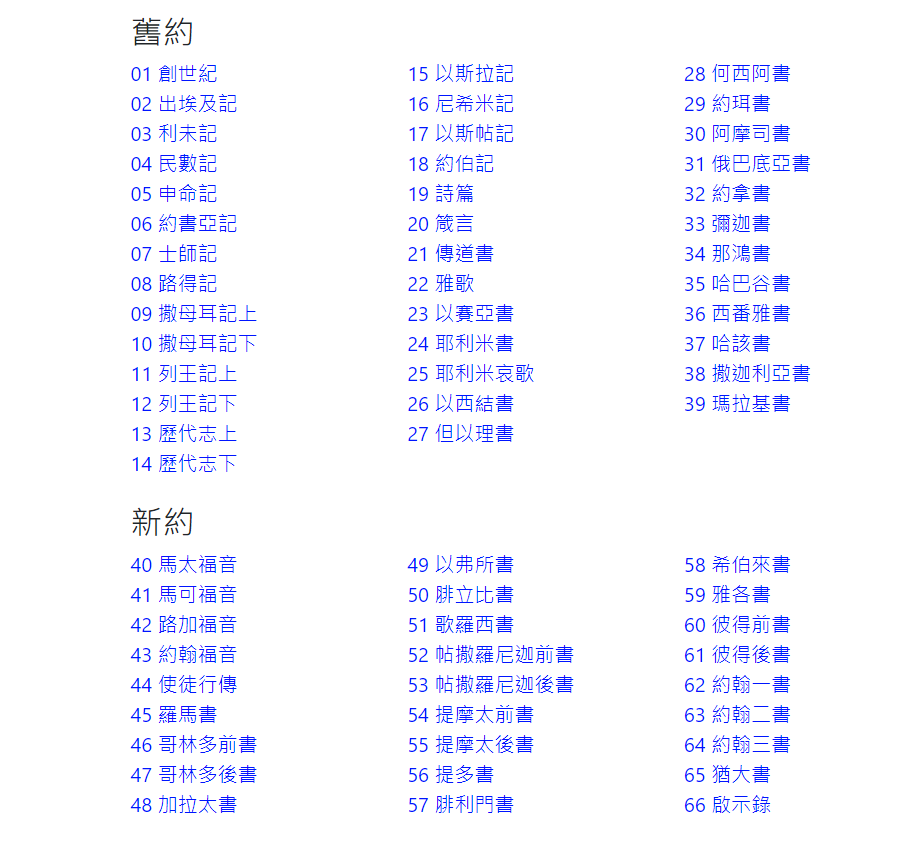 舊約
01 創世紀
02 出埃及記
03 利未記
04 民數記
05 申命記
06 約書亞記
07 士師記
08 路得記
09 撒母耳記上
10 撒母耳記下
11 列王記上
12 列王記下
13 歷代志上
14 歷代志下
15 以斯拉記
16 尼希米記
17 以斯帖記
18 約伯記
19 詩篇
20 箴言
21 傳道書
22 雅歌
23 以賽亞書
24 耶利米書
25 耶利米哀歌
26 以西結書
27 但以理書
28 何西阿書
29 約珥書
30 阿摩司書
31 俄巴底亞書
32 約拿書
33 彌迦書
34 那鴻書
35 哈巴谷書
36 西番雅書
37 哈該書
38 撒迦利亞書
39 瑪拉基書
新約
40 馬太福音
41 馬可福音
42 路加福音
43 約翰福音
44 使徒行傳
45 羅馬書
46 哥林多前書
47 哥林多後書
48 加拉太書
49 以弗所書
50 腓立比書
51 歌羅西書
52 帖撒羅尼迦前書
53 帖撒羅尼迦後書
54 提摩太前書
55 提摩太後書
56 提多書
57 腓利門書
58 希伯來書
59 雅各書
60 彼得前書
61 彼得後書
62 約翰一書
63 約翰二書
64 約翰三書
65 猶大書
66 啟示錄